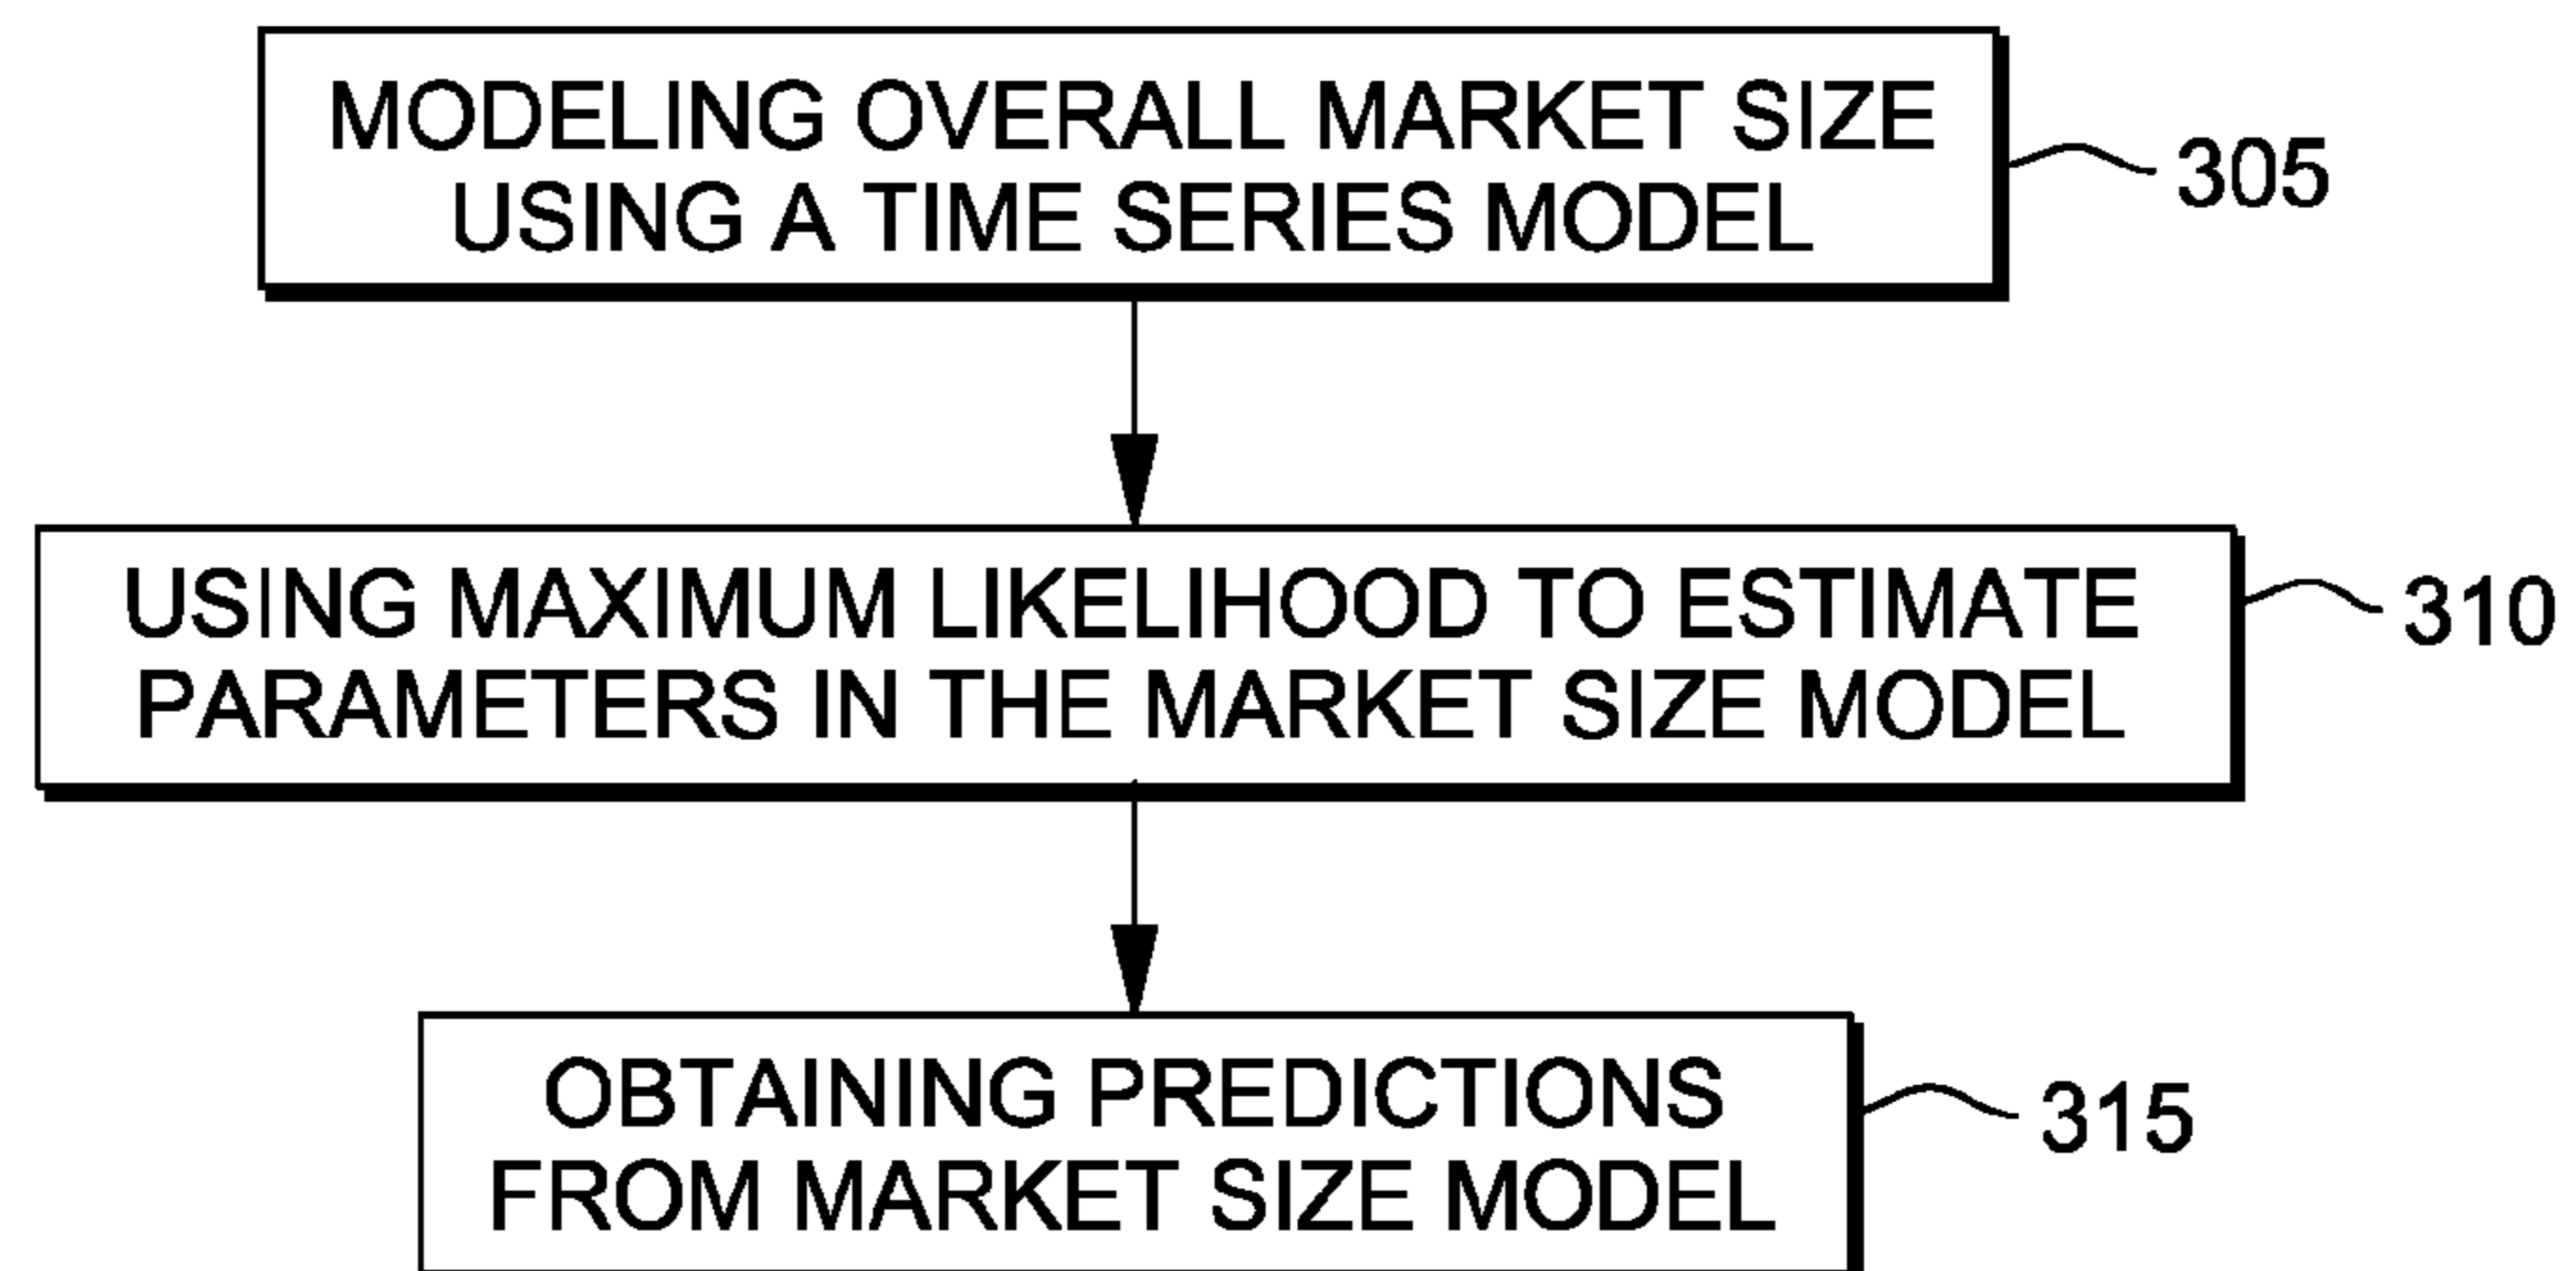 MODELING OVERALL MARKET SIZE
USING A TIME SERIES MODEL
305
USING MAXIMUM LIKELIHOOD TO ESTIMATE
PARAMETERS IN THE MARKET SIZE MODEL
310
OBTAINING PREDICTIONS
FROM MARKET SIZE MODEL
315